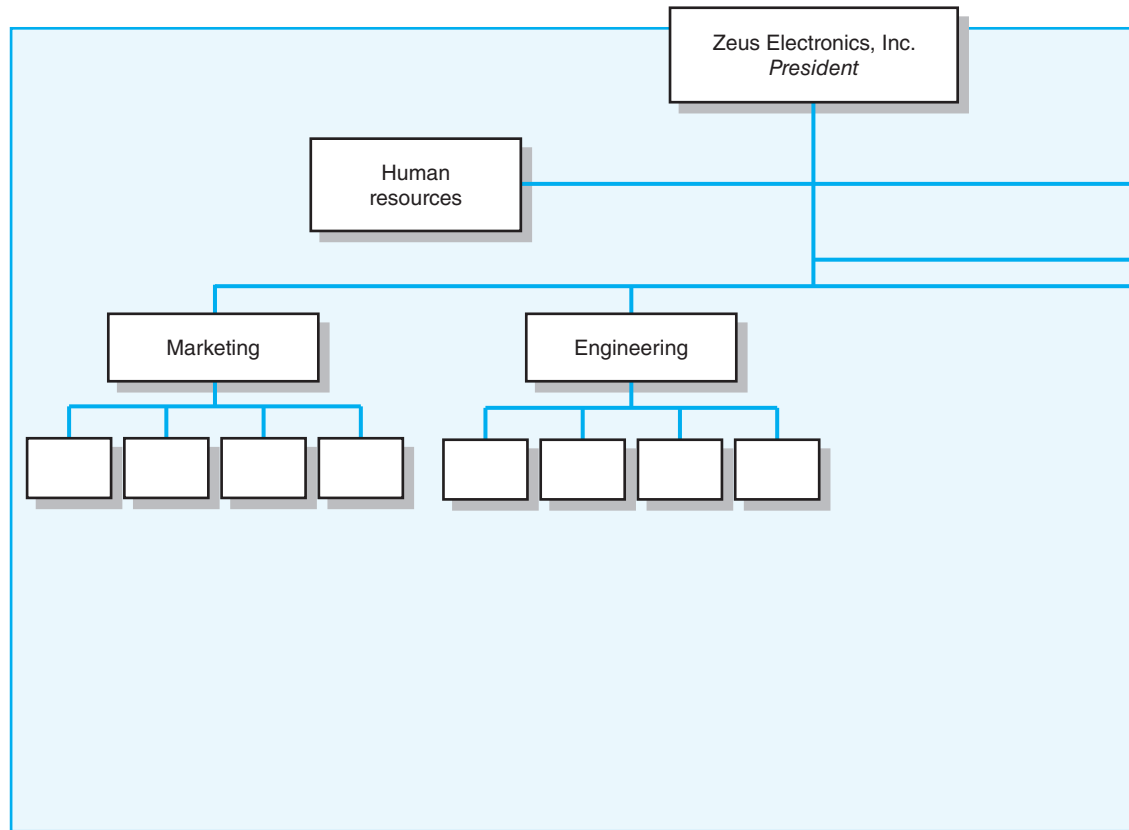 Zeus Electronics, Inc.
President
Human
resources
Marketing
Engineering